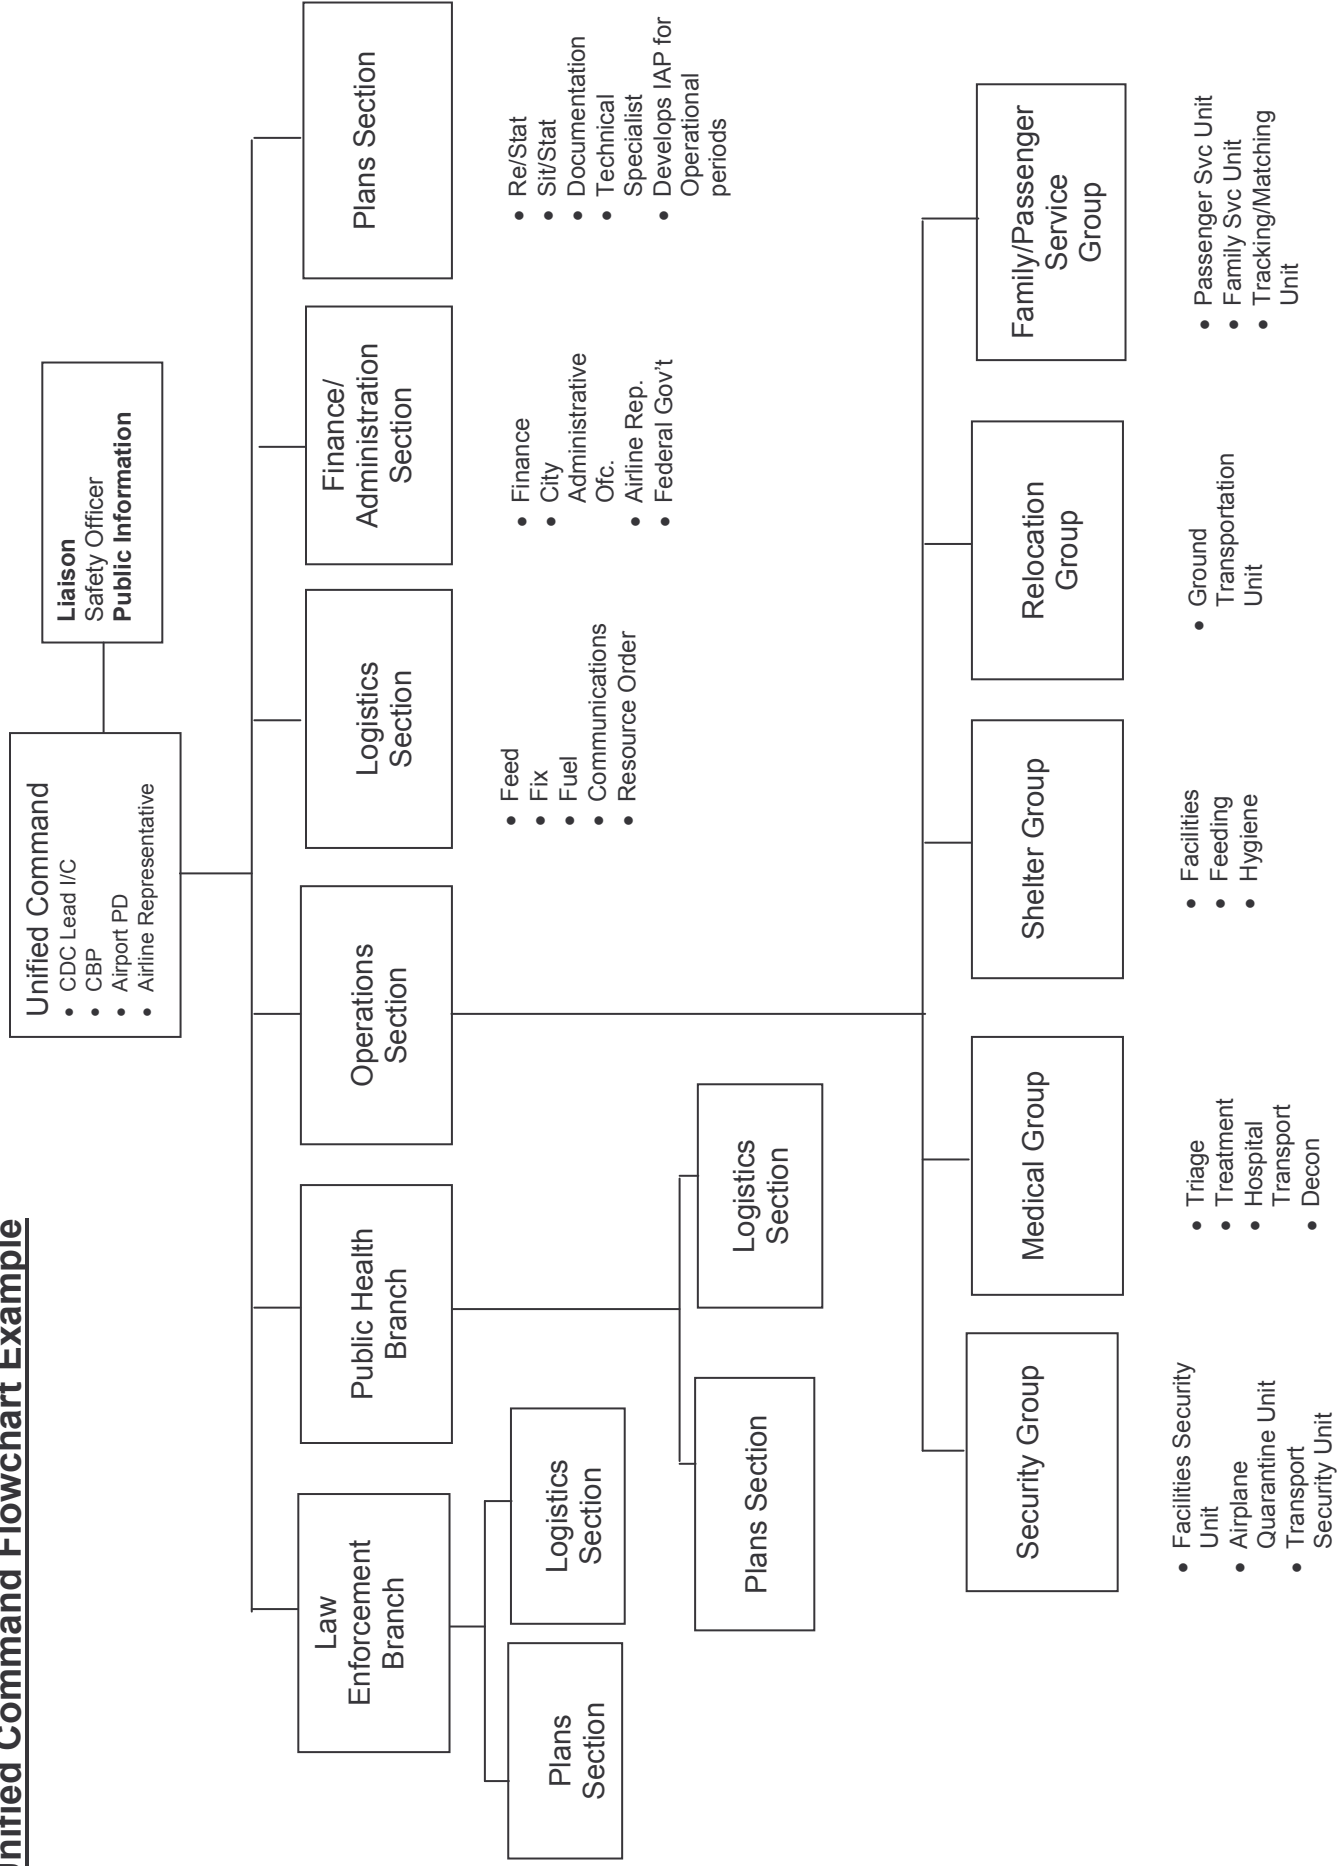 Unified Command Flowchart Example
Unified Command
• CDC Lead I/C
• CBP
• Airport PD
• Airline Representative
Liaison
Safety Officer
Public Information
Law
Enforcement
Branch
Public Health
Branch
Operations
Section
Logistics
Section
Finance/
Administration
Section
Plans Section
• Feed
• Fix
• Fuel
• Communications
• Resource Order
• Finance
• City
Administrative
Ofc.
• Airline Rep.
• Federal Gov't
• Re/Stat
• Sit/Stat
• Documentation
• Technical
Specialist
• Develops IAP for
Operational
periods
Plans
Section
Logistics
Section
Plans Section
Logistics
Section
Security Group
Medical Group
Shelter Group
Relocation
Group
Family/Passenger
Service
Group
• Facilities Security
Unit
• Airplane
Quarantine Unit
• Transport
Security Unit
• Triage
• Treatment
• Hospital
Transport
• Decon
• Facilities
• Feeding
• Hygiene
• Ground
Transportation
Unit
• Passenger Svc Unit
• Family Svc Unit
• Tracking/Matching
Unit